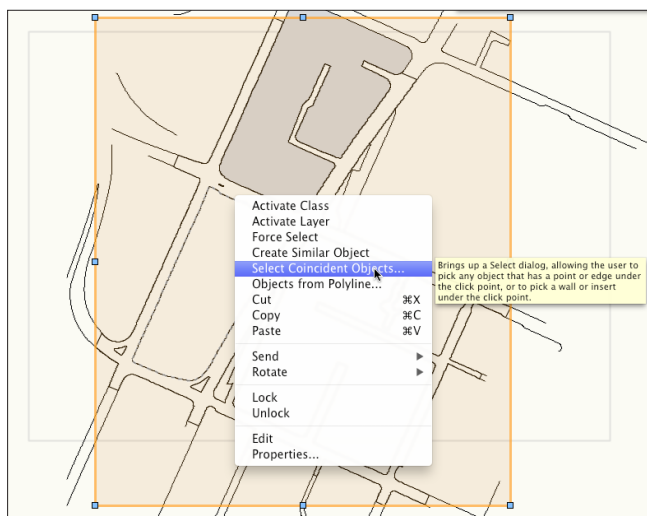 Activate Class
Activate Layer
Force Select
Create Similar Object
Select Coincident Objects...
Objects from Polyline...
Cut ⌘X
Copy ⌘C
Paste ⌘V
Send
Rotate
Lock
Unlock
Edit
Properties...
Brings up a Select dialog, allowing the user to
pick any object that has a point or edge under
the click point, or to pick a wall or insert
under the click point.